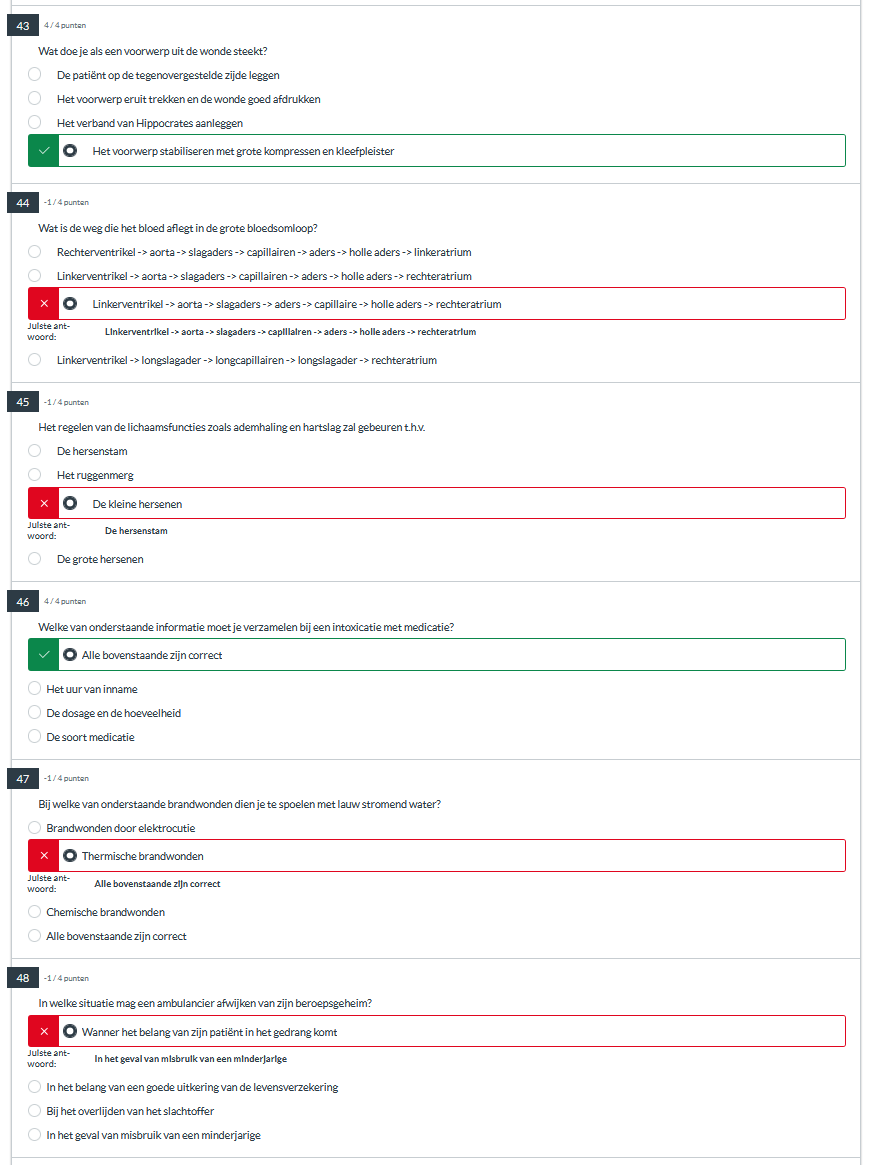 43 4 / 4 punten
Wat doe je als een voorwerp uit de wonde steekt?
De patiënt op de tegenovergestelde zijde leggen
Het voorwerp eruit trekken en de wonde goed afdrukken
Het verband van Hippocrates aanleggen
Het voorwerp stabiliseren met grote kompressen en kleefpleister
44 -1 / 4 punten
Wat is de weg die het bloed aflegt in de grote bloedsomloop?
Rechterventrikel -> aorta -> slagaders -> capillairen -> aders -> holle aders -> linkeratrium
Linkerventrikel -> aorta -> slagaders -> capillairen -> aders -> holle aders -> rechteratrium
Linkerventrikel -> aorta -> slagaders -> aders -> capillaire -> holle aders -> rechteratrium
Juiste ant-
woord:
Linkerventrikel -> aorta -> slagaders -> capillairen -> aders -> holle aders -> rechteratrium
Linkerventrikel -> longslagader -> longcapillairen -> longslagader -> rechteratrium
45 -1 / 4 punten
Het regelen van de lichaamsfuncties zoals ademhaling en hartslag zal gebeuren t.h.v.
De hersenstam
Het ruggenmerg
De kleine hersenen
Juiste ant-
woord:
De hersenstam
De grote hersenen
46 4 / 4 punten
Welke van onderstaande informatie moet je verzamelen bij een intoxicatie met medicatie?
Alle bovenstaande zijn correct
Het uur van inname
De dosage en de hoeveelheid
De soort medicatie
47 -1 / 4 punten
Bij welke van onderstaande brandwonden dien je te spoelen met lauw stromend water?
Brandwonden door elektrocutie
Thermische brandwonden
Juiste ant-
woord:
Alle bovenstaande zijn correct
Chemische brandwonden
Alle bovenstaande zijn correct
48 -1 / 4 punten
In welke situatie mag een ambulancier afwijken van zijn beroepsgeheim?
Wanner het belang van zijn patiënt in het gedrang komt
Juiste ant-
woord:
In het geval van misbruik van een minderjarige
In het belang van een goede uitkering van de levensverzekering
Bij het overlijden van het slachtoffer
In het geval van misbruik van een minderjarige